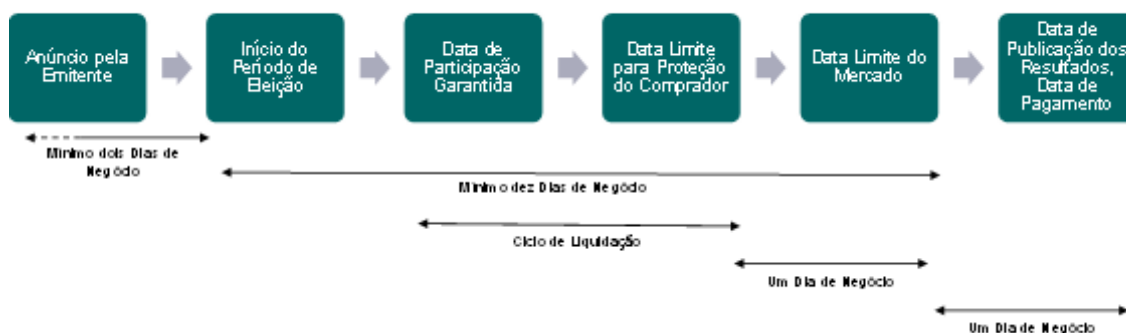 Anúncio pela
Emitente
Início do
Período de
Eleição
Data de
Participação
Garantida
Data Limite
para Proteção
do Comprador
Data Limite do
Mercado
Data de
Publicação dos
Resultados,
Data de
Pagamento
Mínimo dois Dias de
Negócio
Mínimo dez Dias de Negócio
Ciclo de Liquidação
Um Dia de Negócio
Um Dia de Negócio